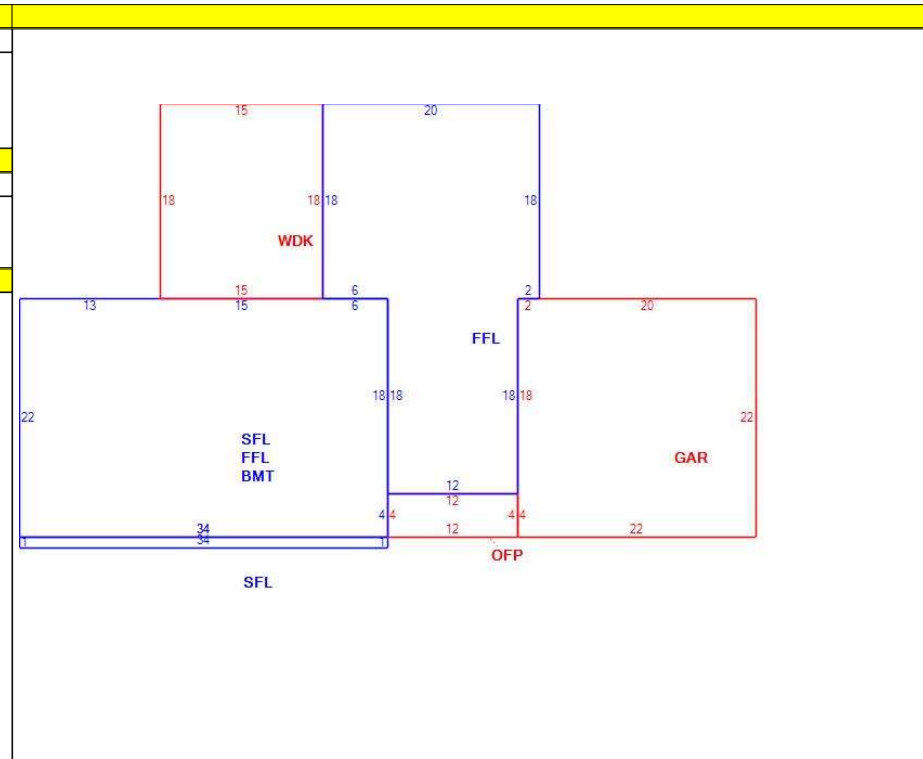 15 20
18 18 18 18
WDK
15 6 2
13 15 6 2 20
FFL
18 18 18 18
22 22
SFL
FFL
BMT
GAR
12
12
4 4 4 4
34 12 22
1 34 1
OFP
SFL